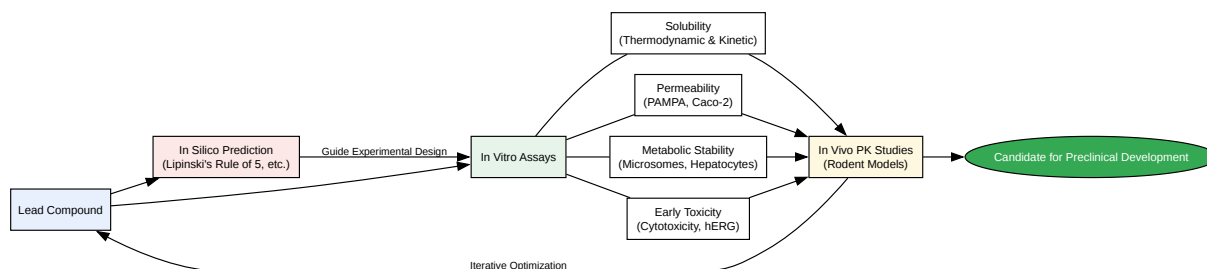 Lead Compound
In Silico Prediction
(Lipinski's Rule of 5, etc.)
Guide Experimental Design
In Vitro Assays
Solubility
(Thermodynamic & Kinetic)
Permeability
(PAMPA, Caco-2)
Metabolic Stability
(Microsomes, Hepatocytes)
Early Toxicity
(Cytotoxicity, hERG)
In Vivo PK Studies
(Rodent Models)
Candidate for Preclinical Development
Iterative Optimization